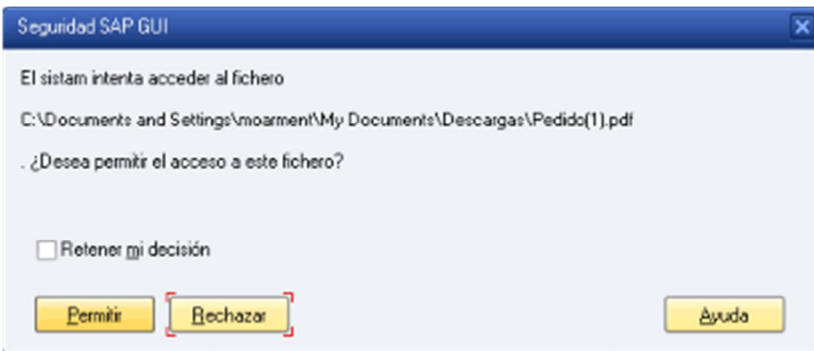 Seguridad SAP GUI
El sistam intenta acceder al fichero
C:\Documents and Settings\moarment\My Documents\Descargas\Pedido(1).pdf
. ¿Desea permitir el acceso a este fichero?
Retener mi decisión
Permitir Rechazar Ayuda